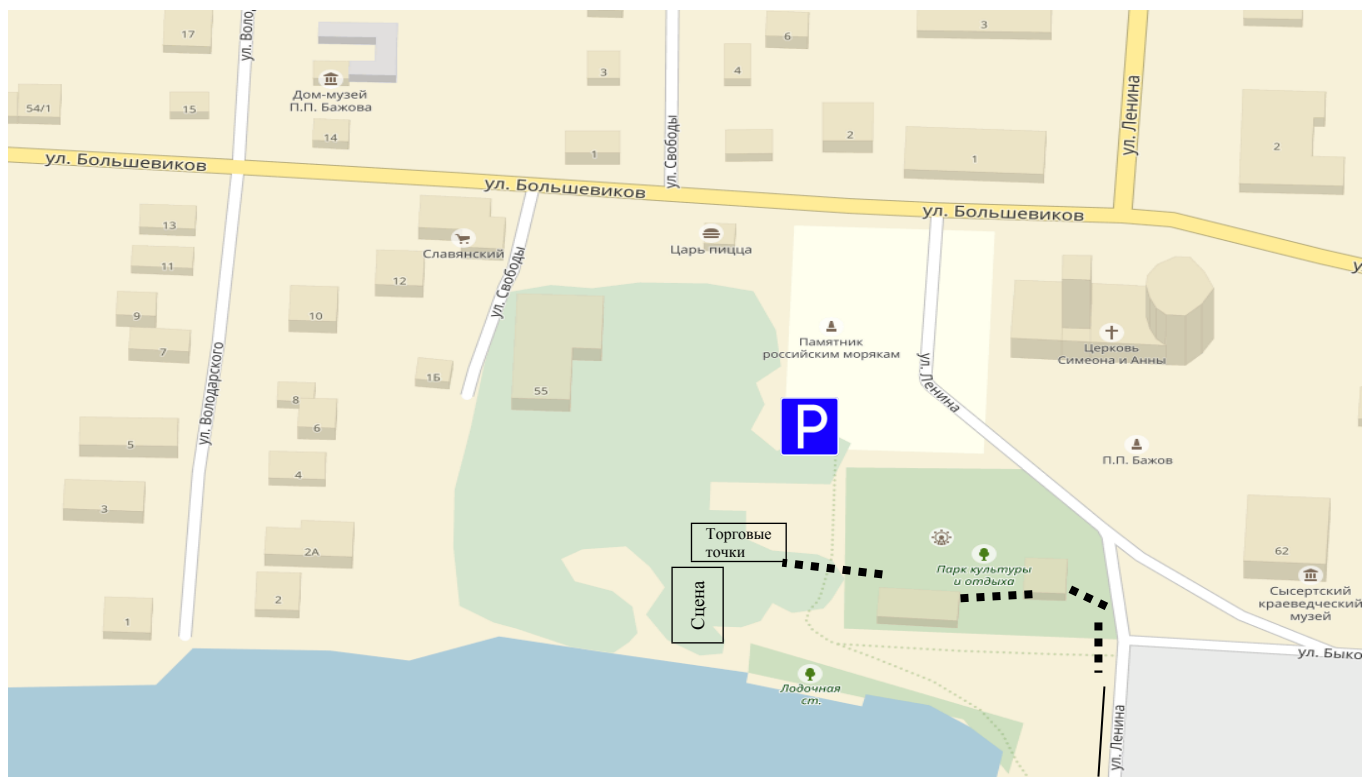 17
ул. Воло
6
3
3
4
Дом-музей
П.П. Бажова
54/1
15
14
ул. Свободы
2
1
1
ул. Ленина
2
ул. Большевиков
ул. Большевиков
ул. Большевиков
У
13
11
Славянский
12
ул. Свободы
Царь пицца
9
10
7
Памятник
российским морякам
Церковь
Симеона и Анны
1Б
55
ул. Ленина
8
6
ул. Володарского
5
P
П.П. Бажов
4
3
2А
Торговые
точки
Парк культуры
и отдыха
62
Сысертский
краеведческий
музей
2
1
Сцена
ул. Быко
Лодочная
ст.
ул. Ленина